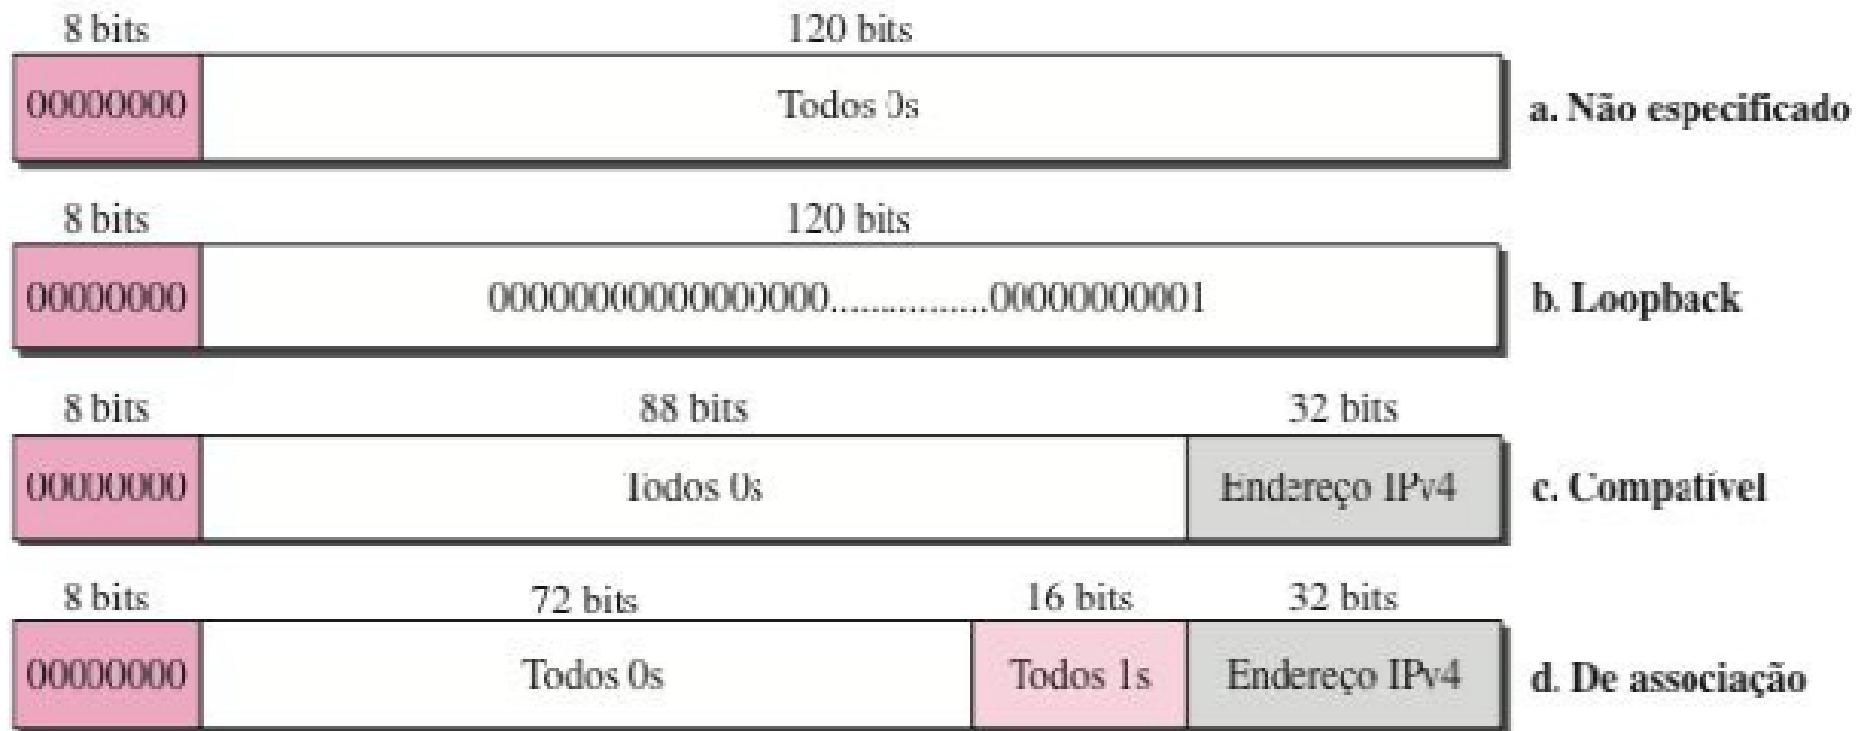 8 bits 120 bits
00000000 Todos 0s a. Não especificado
8 bits 120 bits
00000000 00000000000000000...............00000000001 b. Loopback
8 bits 88 bits 32 bits
00000000 Todos 0s Endereço IPv4 c. Compatível
8 bits 72 bits 16 bits 32 bits
00000000 Todos 0s Todos 1s Endereço IPv4 d. De associação